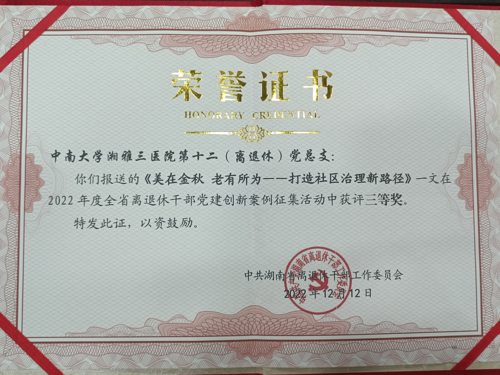 荣誉证书
HONORARY CREDENTIAL
中南大学湘雅三医院第十二（离退休）党总支：
你们报送的《美在金秋 老有所为——打造社区治理新路径》一文在
2022年度全省离退休干部党建创新案例征集活动中获评三等奖。
特发此证，以资鼓励。
中共湖南省离退休干部工作委员会
2022年12月12日